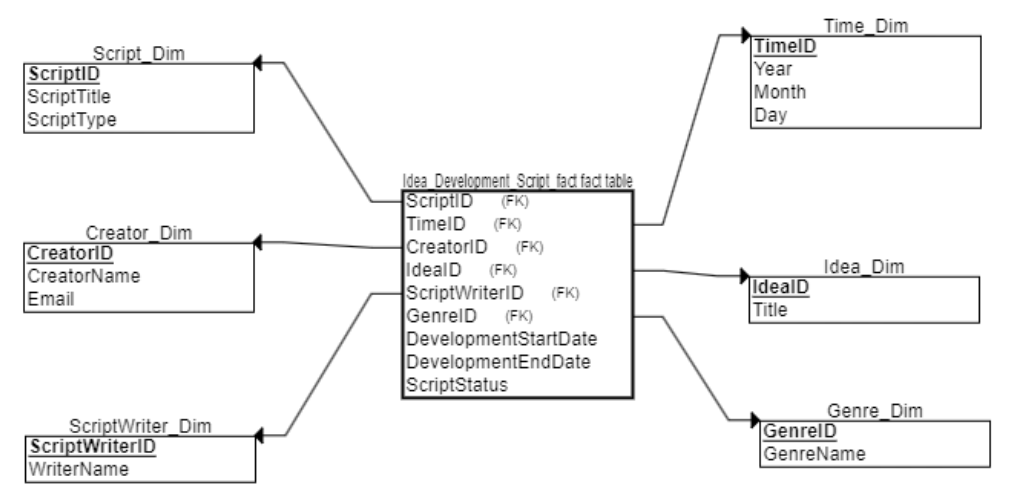 Script_Dim
ScriptID
ScriptTitle
ScriptType
Creator_Dim
CreatorID
CreatorName
Email
ScriptWriter_Dim
ScriptWriterID
WriterName
Idea_Development_Script_fact fact table
ScriptID (FK)
TimeID (FK)
CreatorID (FK)
IdeaID (FK)
ScriptWriterID (FK)
GenreID (FK)
DevelopmentStartDate
DevelopmentEndDate
ScriptStatus
Time_Dim
TimeID
Year
Month
Day
Idea_Dim
IdeaID
Title
Genre_Dim
GenreID
GenreName